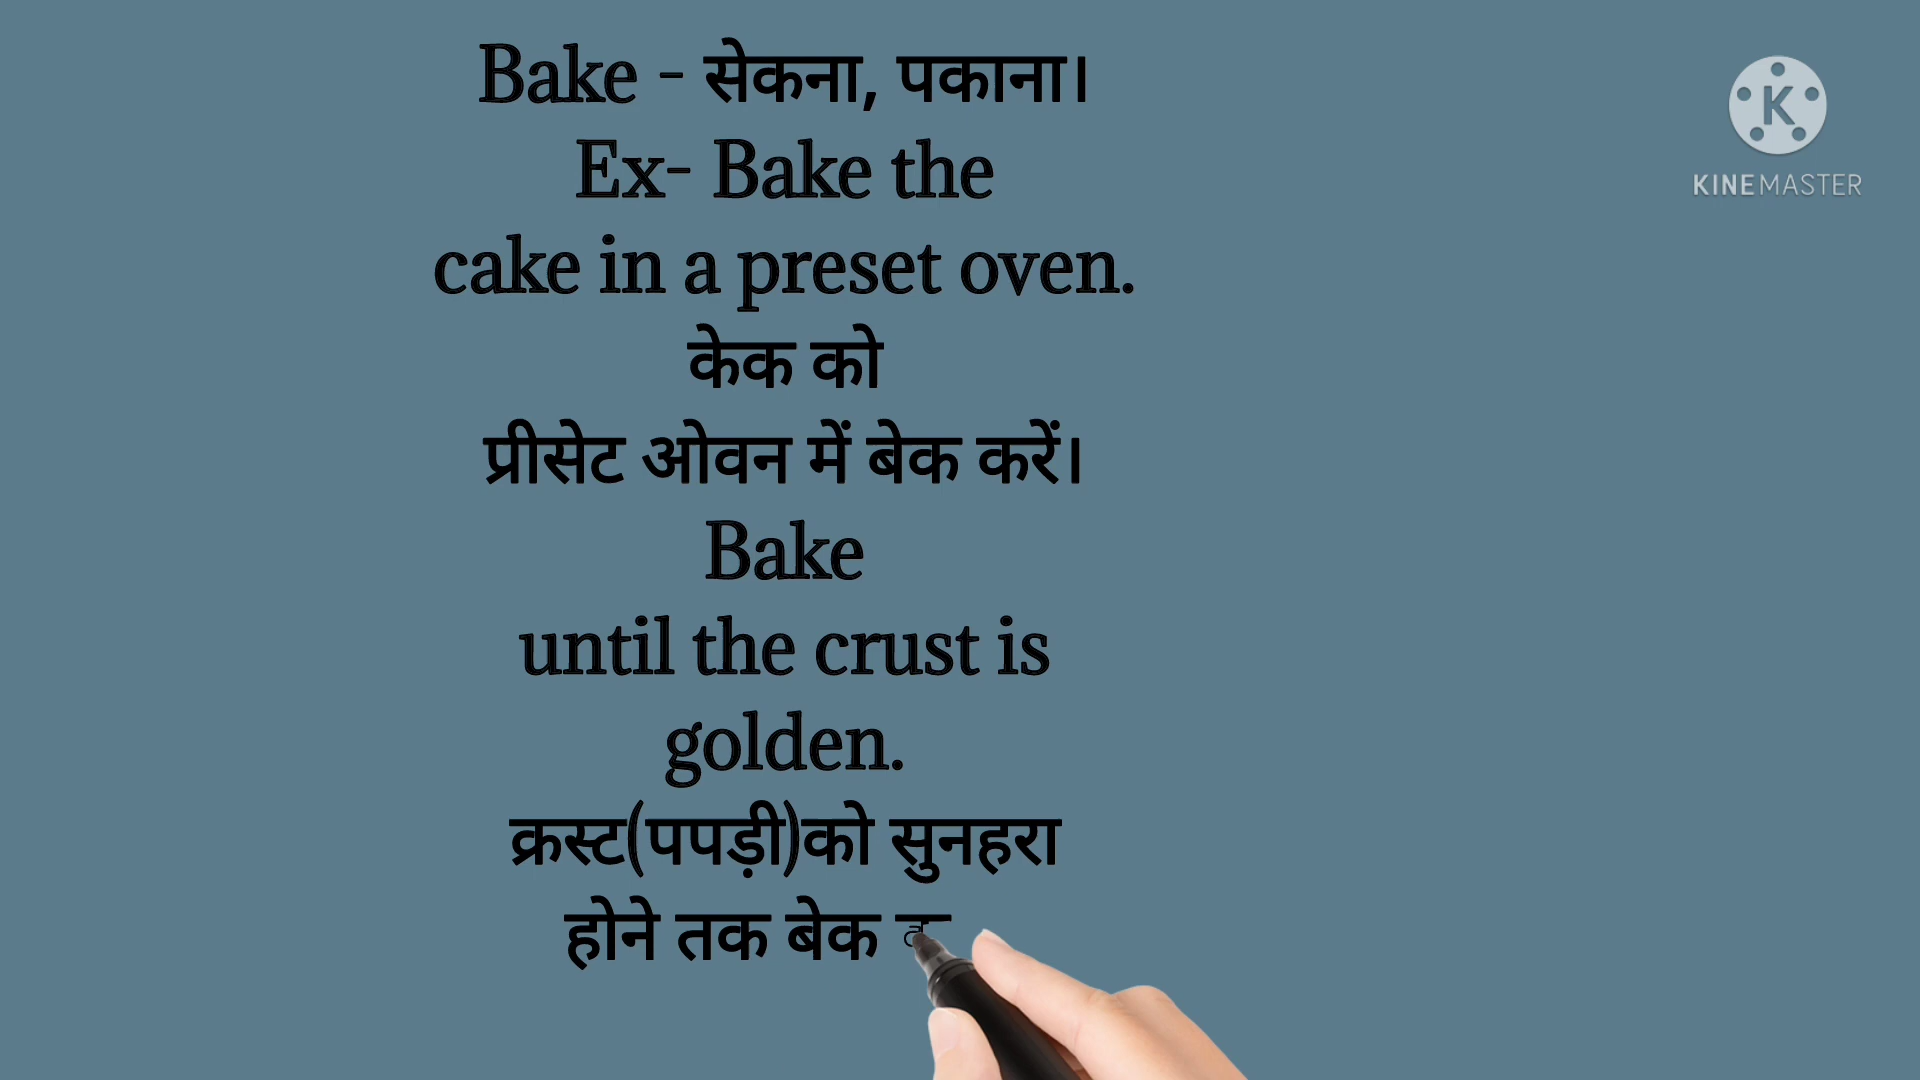 Bake - सेकना, पकाना।
Ex- Bake the
cake in a preset oven.
केक को
प्रीसेट ओवन में बेक करें।
Bake
until the crust is
golden.
क्रस्ट(पपड़ी)को सुनहरा
होने तक बेक
K
KINEMASTER